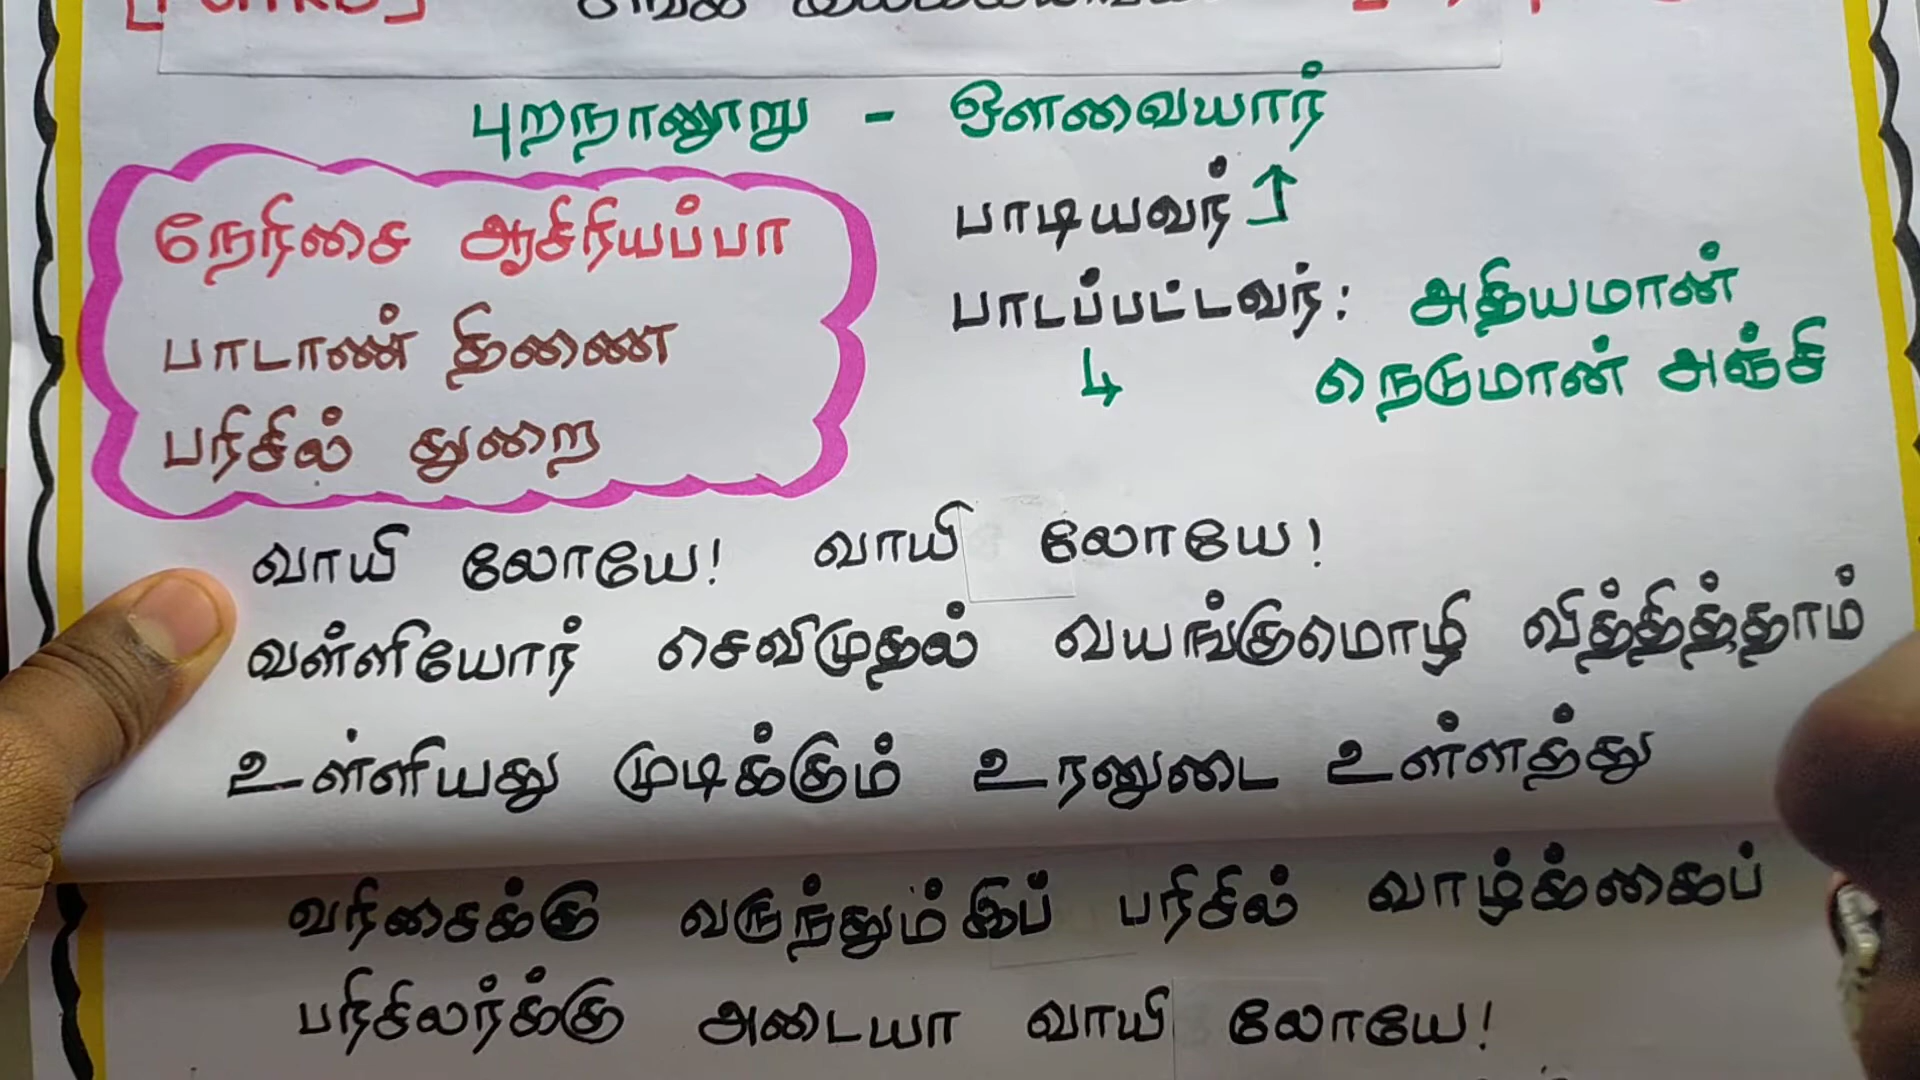 புறநானூறு - ஔவையார்
நேரிசை ஆசிரியப்பா
பாடாண் திணை
பரிசில் துறை
பாடியவர் ↑
பாடப்பட்டவர்: அதியமான்
நெடுமான் அஞ்சி
வாயி லோயே! வாயி லோயே!
வள்ளியோர் செவிமுதல் வயங்குமொழி வித்தித்தாம்
உள்ளியது முடிக்கும் உரனுடை உள்ளத்து
வரிசைக்கு வருந்தும்இப் பரிசில் வாழ்க்கைப்
பரிசிலர்க்கு அடையா வாயி லோயே!